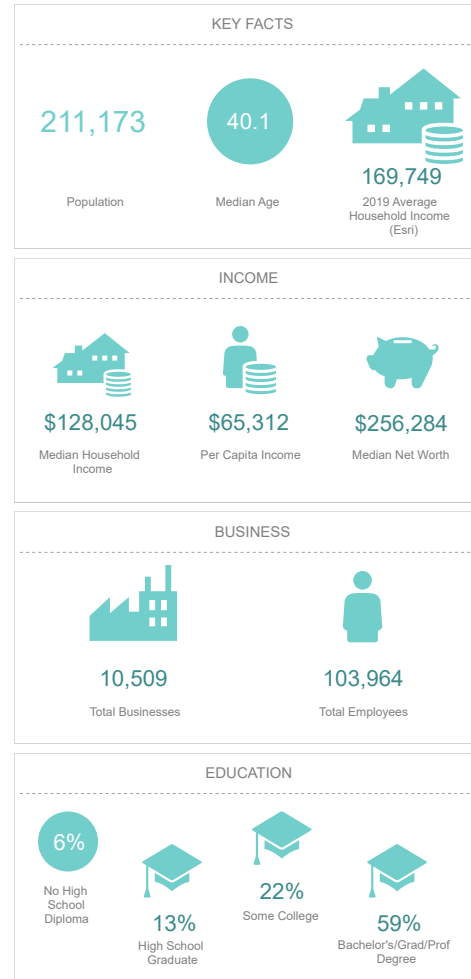 KEY FACTS
211,173
Population
40.1
Median Age
169,749
2019 Average
Household Income
(Esri)
INCOME
$128,045
Median Household
Income
$65,312
Per Capita Income
$256,284
Median Net Worth
BUSINESS
10,509
Total Businesses
103,964
Total Employees
EDUCATION
6%
No High
School
Diploma
13%
High School
Graduate
22%
Some College
59%
Bachelor's/Grad/Prof
Degree